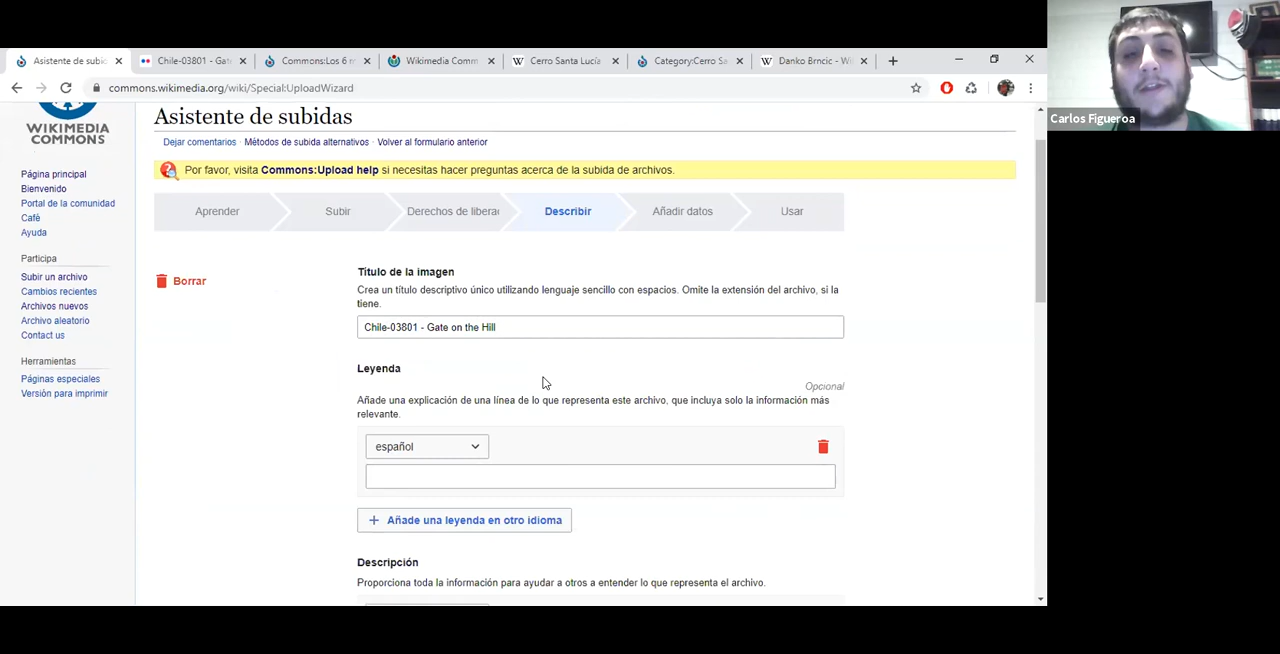 Asistente de subid
Chile-03801 - Gate
Commons:Los 6 m
Wikimedia Comm
Cerro Santa Lucía
Category:Cerro Sa
Danko Brncic - Wi
commons.wikimedia.org/wiki/Special:UploadWizard
Carlos Figueroa
WIKIMEDIA
COMMONS
Página principal
Bienvenido
Portal de la comunidad
Café
Ayuda
Participa
Subir un archivo
Cambios recientes
Archivos nuevos
Archivo aleatorio
Contact us
Herramientas
Páginas especiales
Versión para imprimir
Asistente de subidas
Dejar comentarios · Métodos de subida alternativos · Volver al formulario anterior
Por favor, visita Commons:Upload help si necesitas hacer preguntas acerca de la subida de archivos.
Aprender Subir Derechos de liberac Describir Añadir datos Usar
Borrar
Título de la imagen
Crea un título descriptivo único utilizando lenguaje sencillo con espacios. Omite la extensión del archivo, si la
tiene.
Chile-03801 - Gate on the Hill
Leyenda
Opcional
Añade una explicación de una línea de lo que representa este archivo, que incluya solo la información más
relevante.
español
+ Añade una leyenda en otro idioma
Descripción
Proporciona toda la información para ayudar a otros a entender lo que representa el archivo.